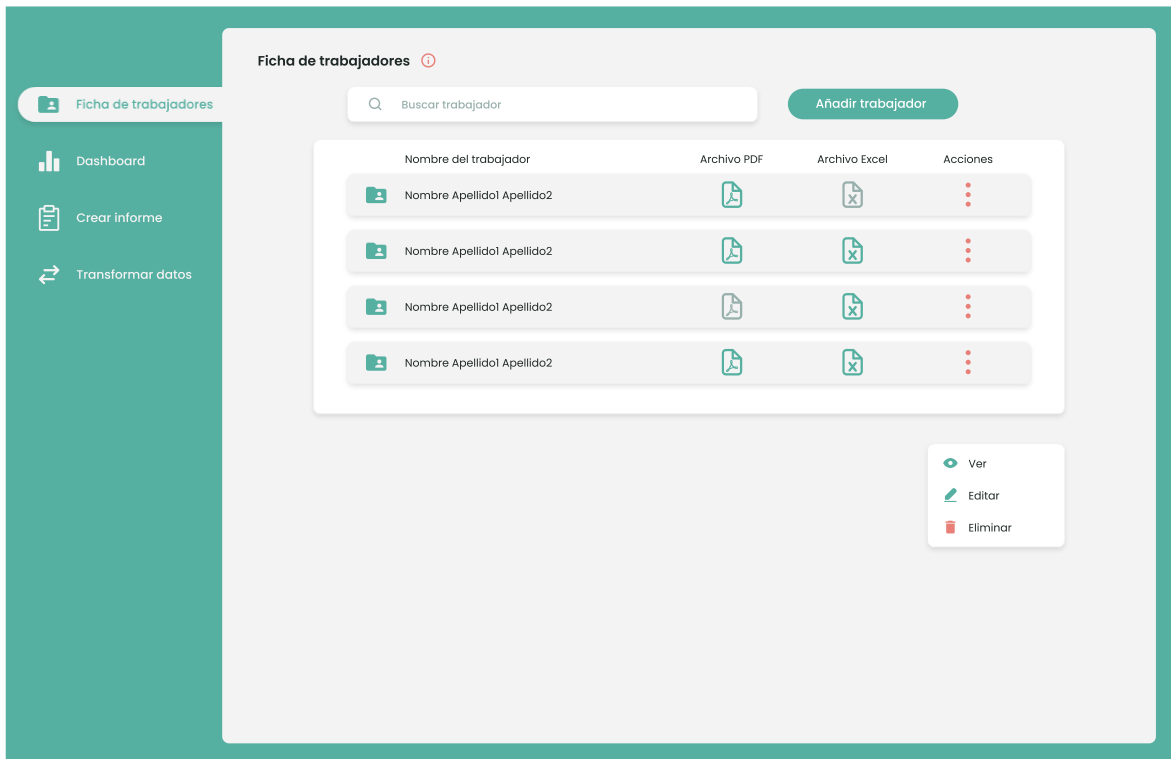 Ficha de trabajadores
Dashboard
Crear informe
Transformar datos
Ficha de trabajadores
Buscar trabajador
Añadir trabajador
Nombre del trabajador Archivo PDF Archivo Excel Acciones
Nombre Apellido1 Apellido2
Nombre Apellido1 Apellido2
Nombre Apellido1 Apellido2
Nombre Apellido1 Apellido2
Ver
Editar
Eliminar